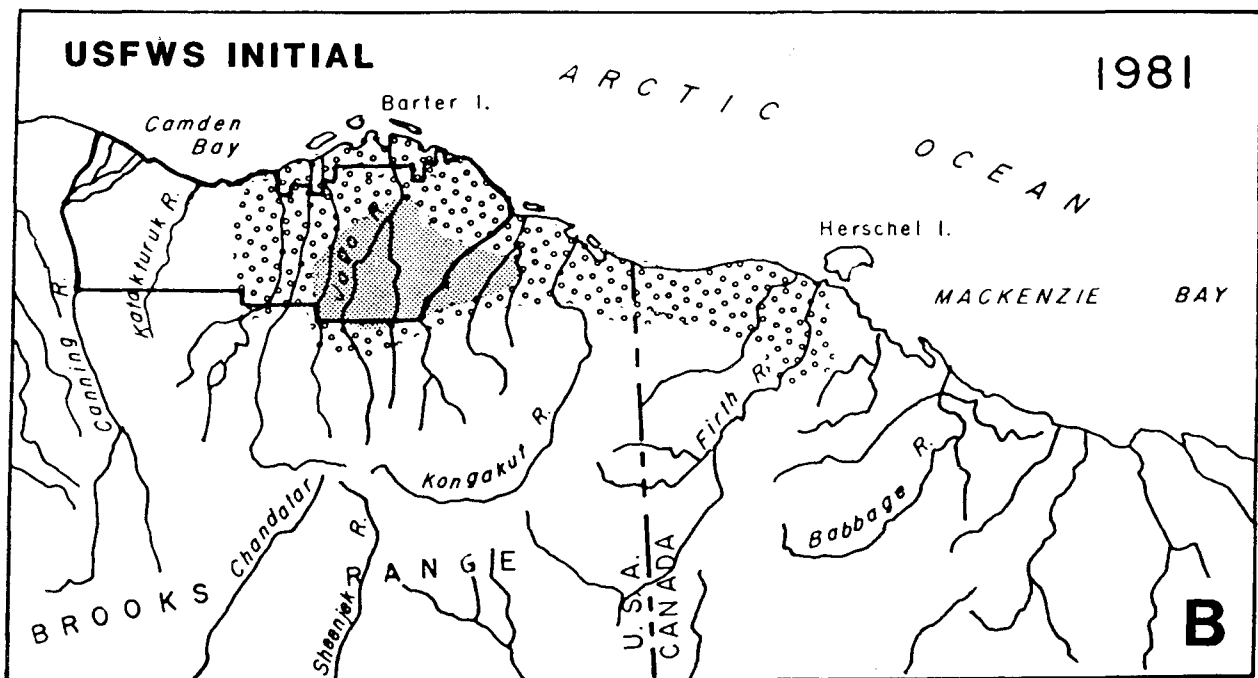 USFWS INITIAL
1981
ARCTIC
OCEAN
Barter I.
Camden
Bay
Herschel I.
MACKENZIE BAY
Katakturuk R.
Jago R.
Canning R.
Kongakut R.
Firth R.
Babbage R.
Chandalar
Sheenjek R.
BROOKS RANGE
U.S.A.
CANADA
B